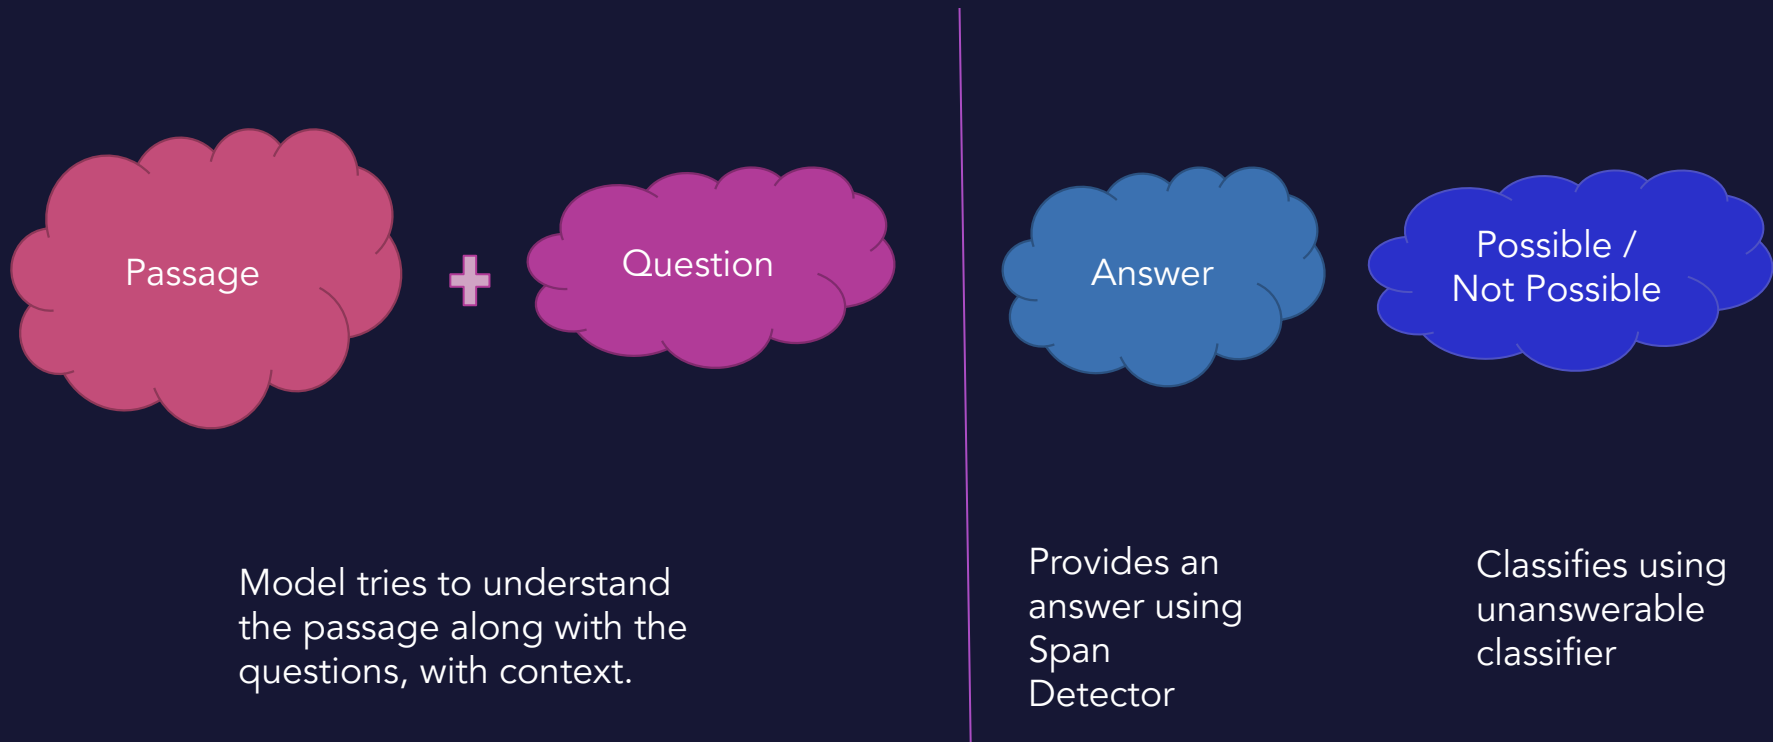 Passage
Question
Answer
Possible /
Not Possible
Model tries to understand
the passage along with the
questions, with context.
Provides an
answer using
Span
Detector
Classifies using
unanswerable
classifier